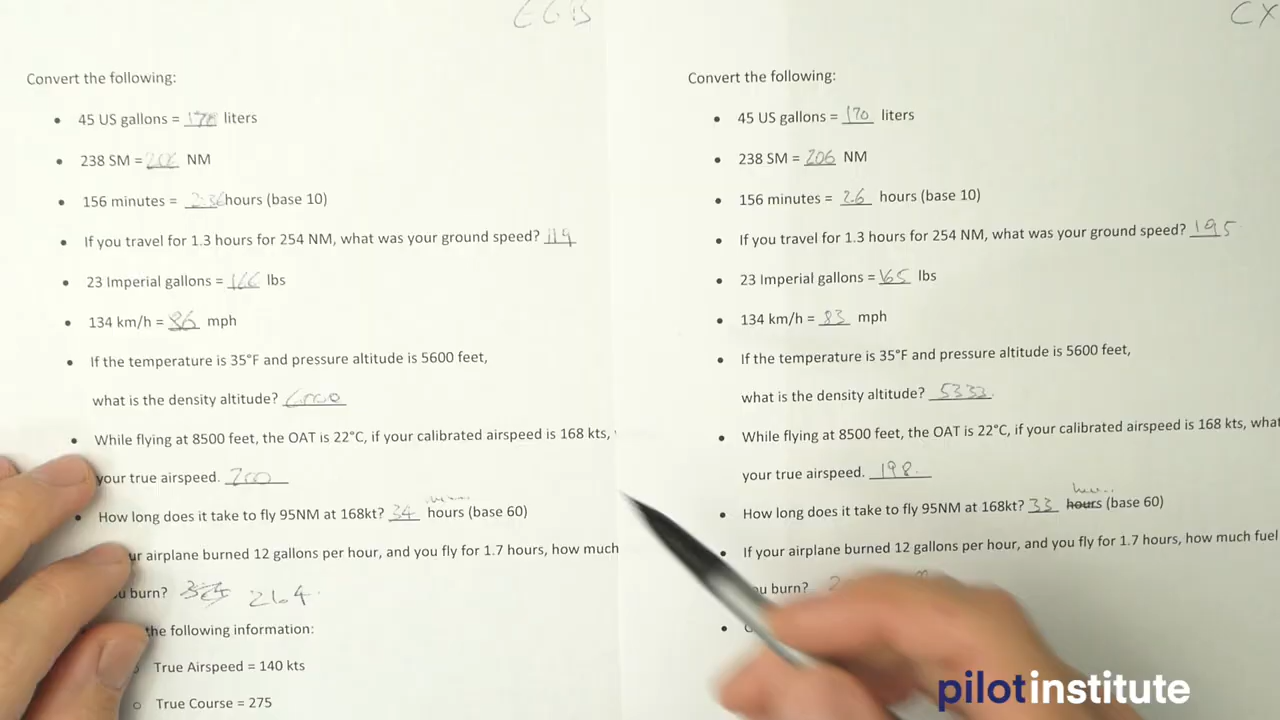 E6B
Convert the following:
45 US gallons = 178 liters
238 SM = 206 NM
156 minutes = 2.36 hours (base 10)
If you travel for 1.3 hours for 254 NM, what was your ground speed? 119
23 Imperial gallons = 166 lbs
134 km/h = 86 mph
If the temperature is 35°F and pressure altitude is 5600 feet,
what is the density altitude?
While flying at 8500 feet, the OAT is 22°C, if your calibrated airspeed is 168 kts,
your true airspeed. 200
How long does it take to fly 95NM at 168kt? 34 hours (base 60)
ur airplane burned 12 gallons per hour, and you fly for 1.7 hours, how much
u burn? 26.4
the following information:
True Airspeed = 140 kts
True Course = 275
CX
Convert the following:
45 US gallons = 170 liters
238 SM = 206 NM
156 minutes = 2.6 hours (base 10)
If you travel for 1.3 hours for 254 NM, what was your ground speed? 195
23 Imperial gallons = 165 lbs
134 km/h = 83 mph
If the temperature is 35°F and pressure altitude is 5600 feet,
what is the density altitude? 5333
While flying at 8500 feet, the OAT is 22°C, if your calibrated airspeed is 168 kts, what
your true airspeed. 198
How long does it take to fly 95NM at 168kt? 33 hours (base 60)
If your airplane burned 12 gallons per hour, and you fly for 1.7 hours, how much fuel
ou burn? 2
pilotinstitute